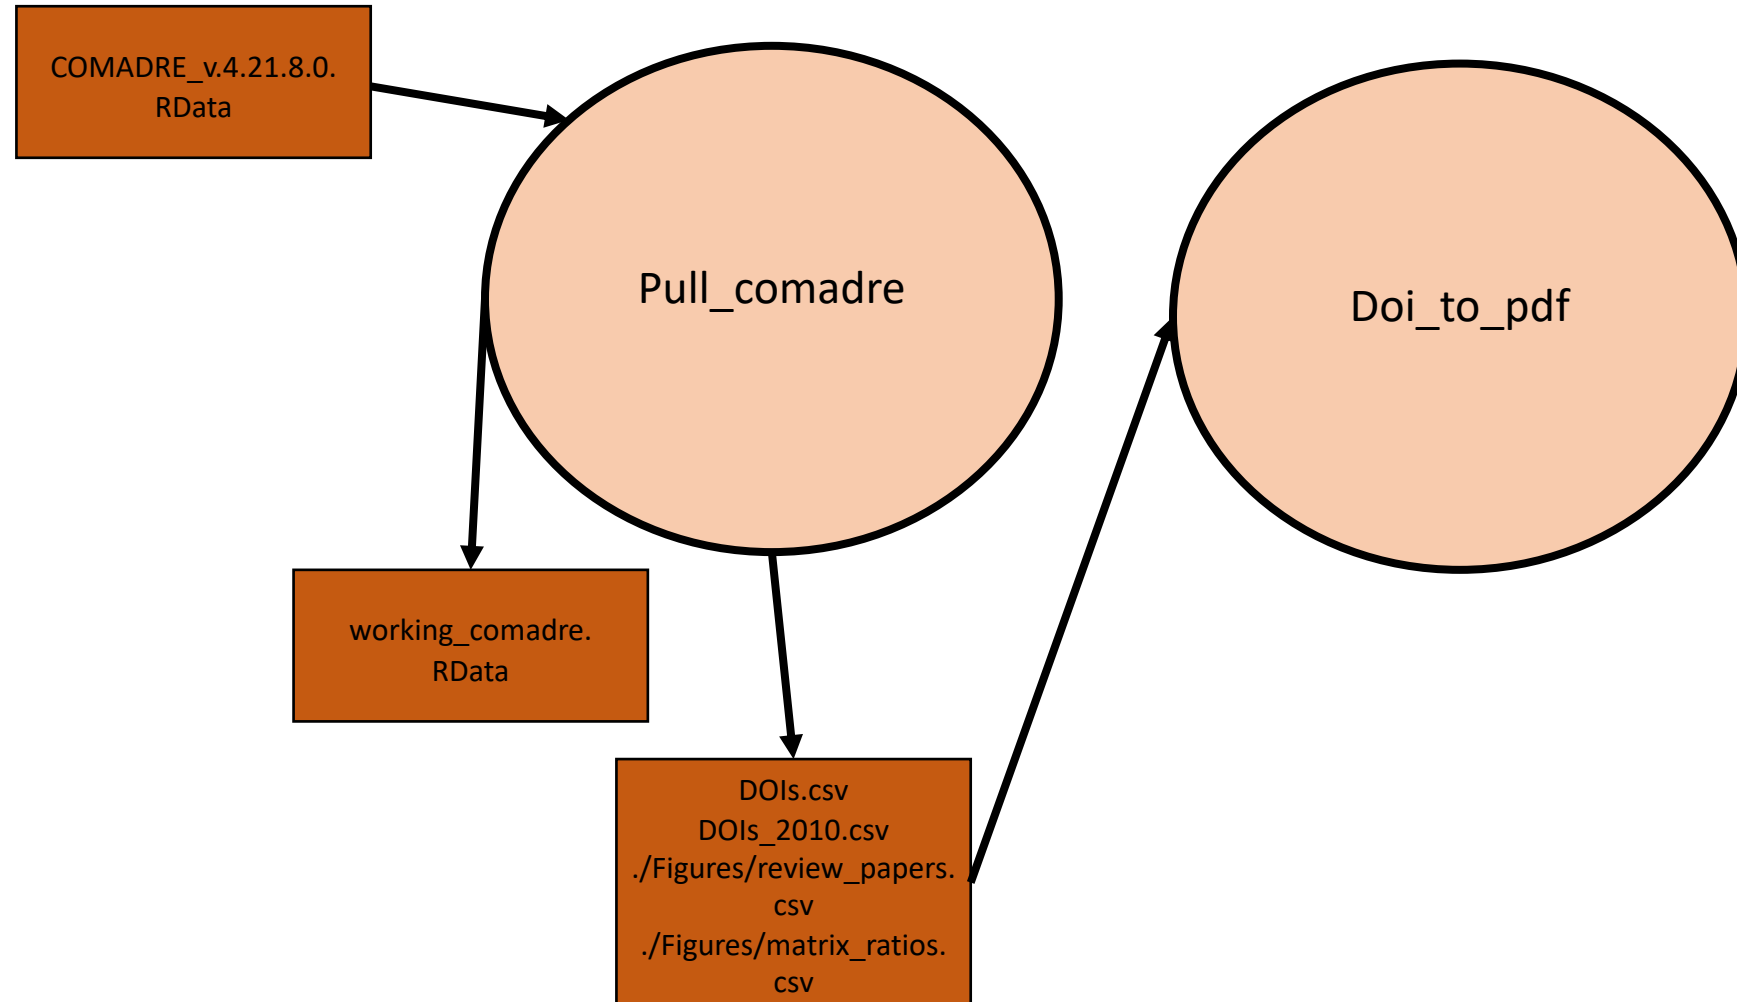 COMADRE_v.4.21.8.0.
RData
Pull_comadre
Doi_to_pdf
working_comadre.
RData
DOIs.csv
DOIs_2010.csv
./Figures/review_papers.
csv
./Figures/matrix_ratios.
csv